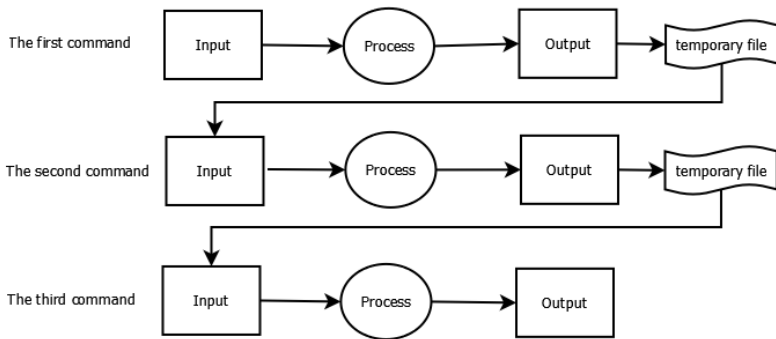 The first command
Input
Process
Output
temporary file
The second command
Input
Process
Output
temporary file
The third command
Input
Process
Output